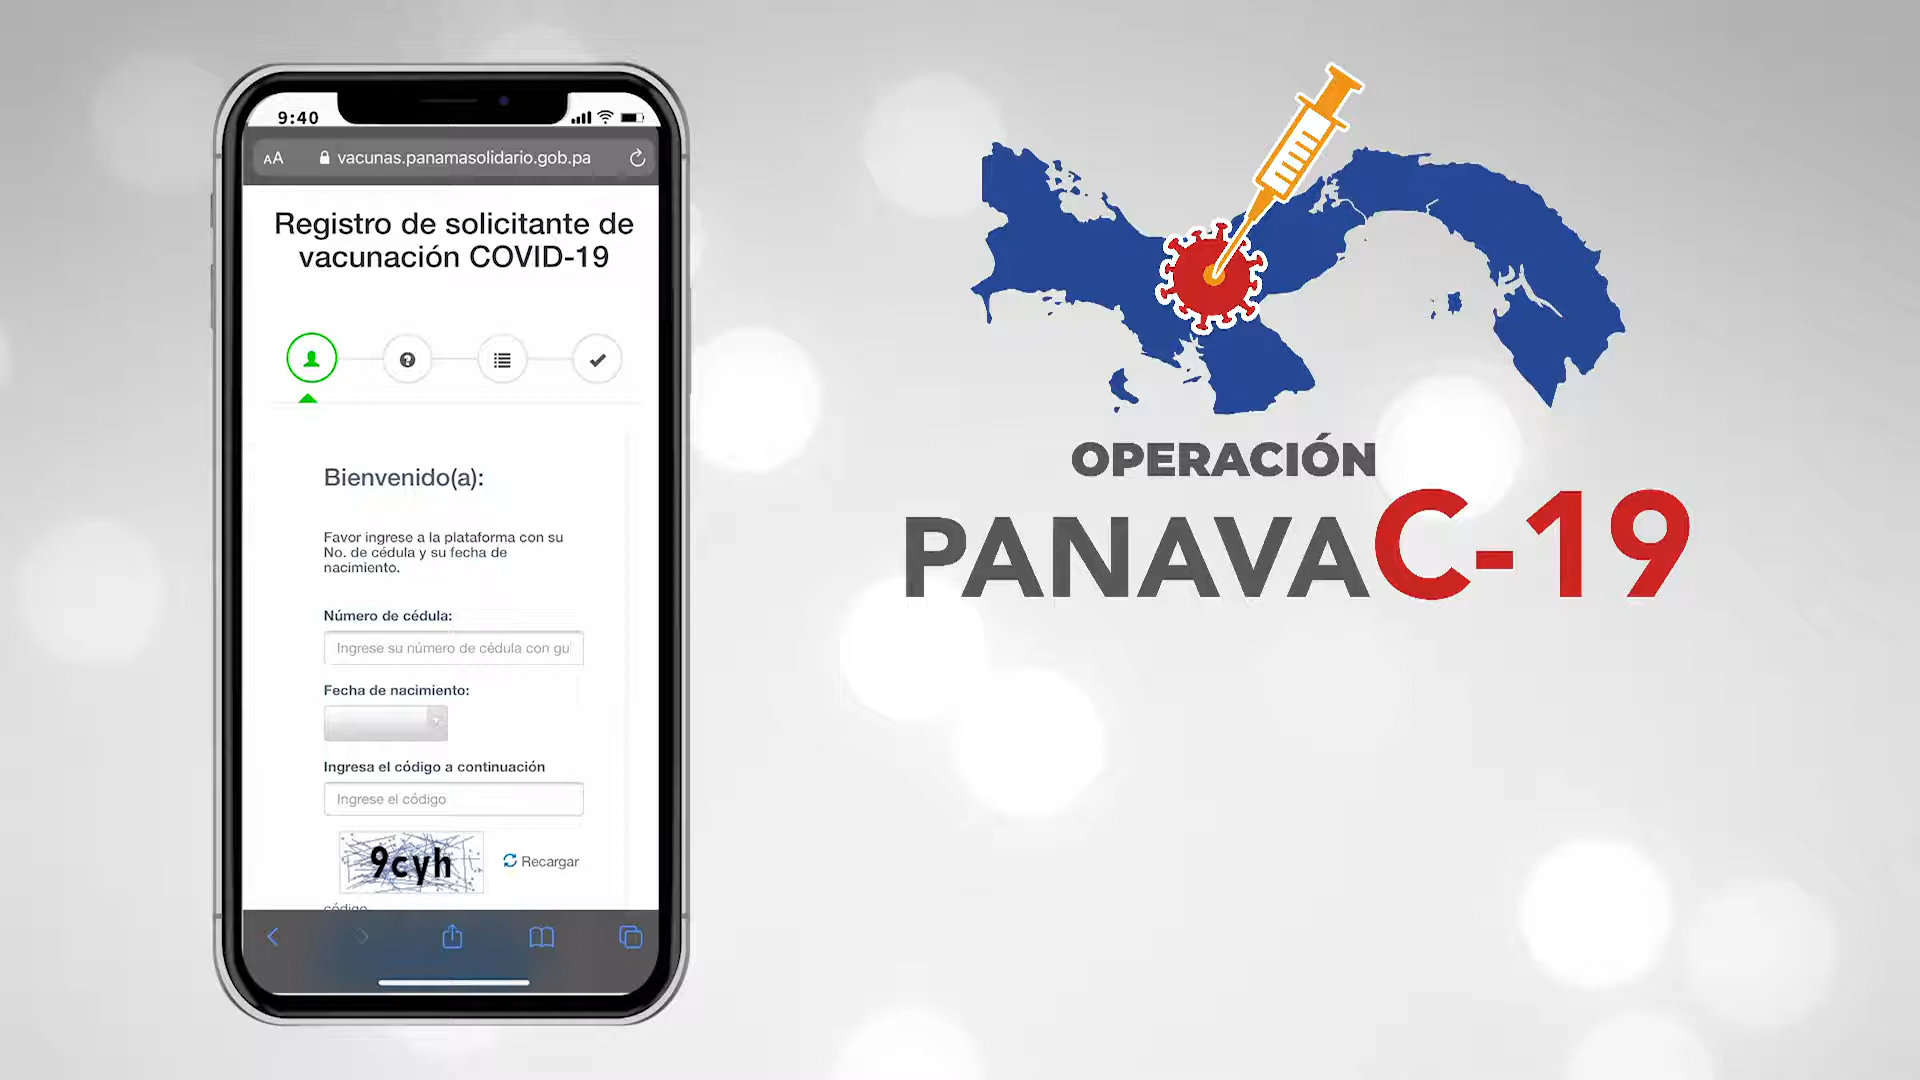 9:40
AA vacunas.panamasolidario.gob.pa
Registro de solicitante de
vacunación COVID-19
Bienvenido(a):
Favor ingrese a la plataforma con su
No. de cédula y su fecha de
nacimiento.
Número de cédula:
Ingrese su número de cédula con gu
Fecha de nacimiento:
Ingresa el código a continuación
Ingrese el código
9cyh
Recargar
código
OPERACIÓN
PANAVAC-19